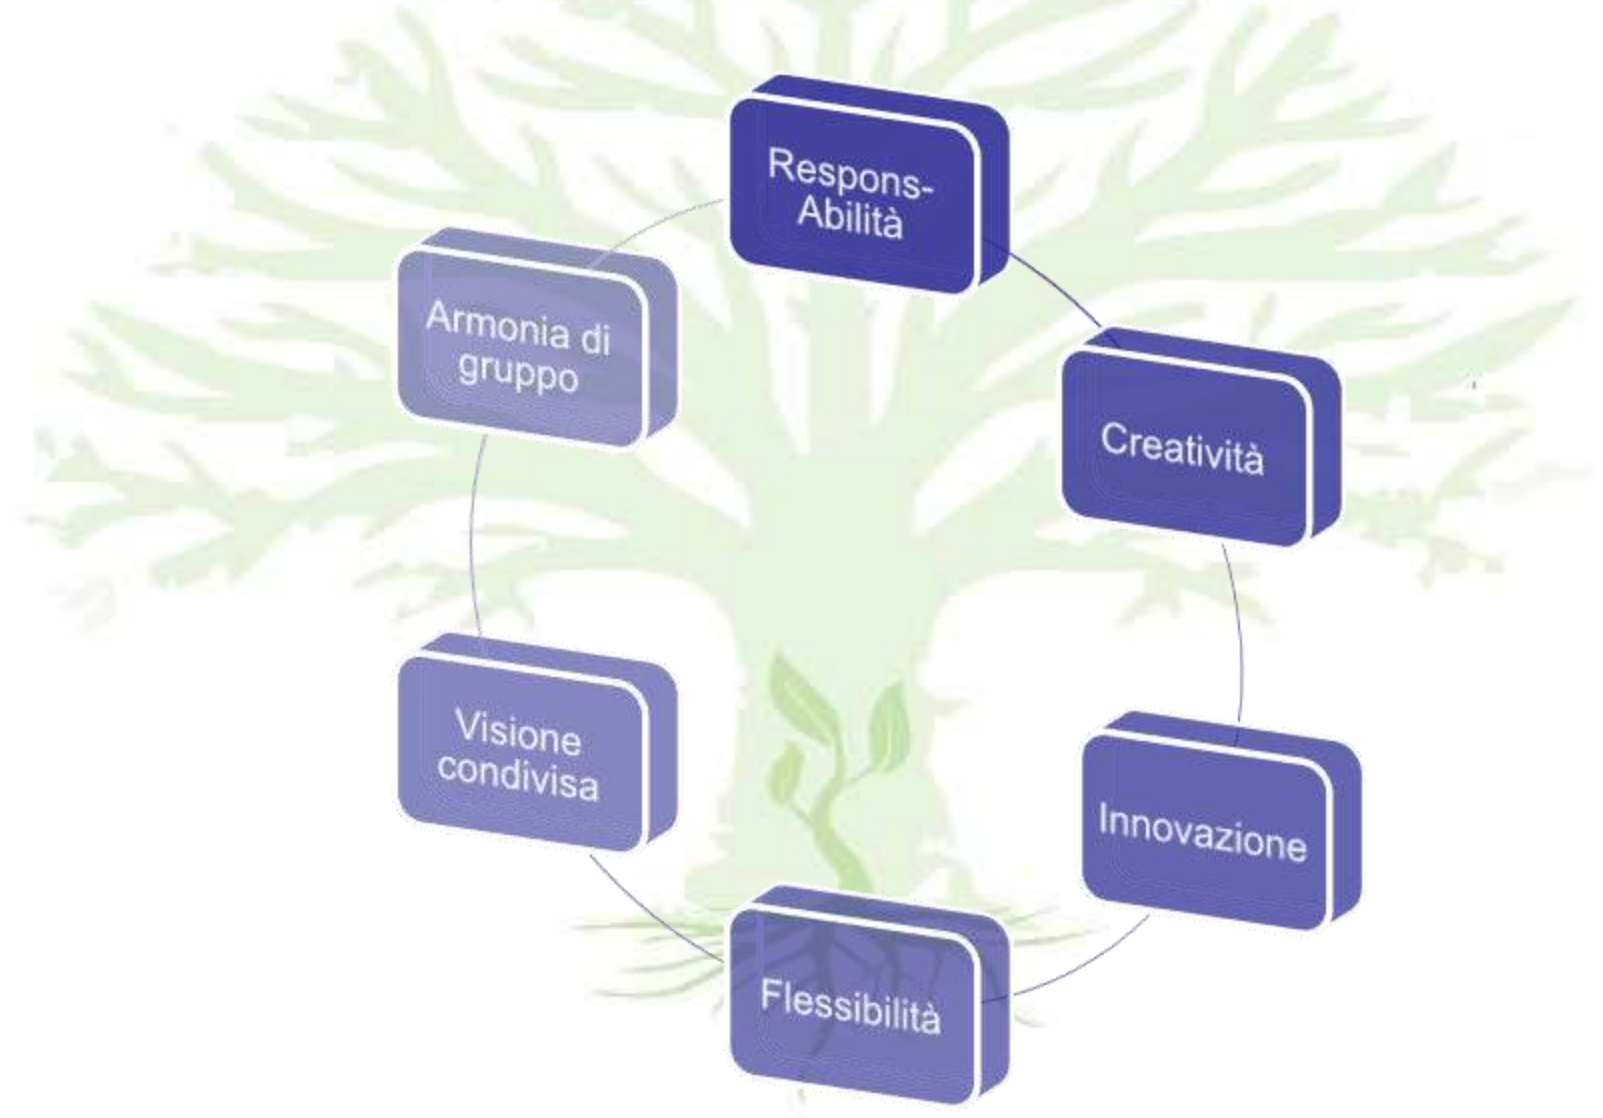 Respons-
Abilità
Creatività
Innovazione
Flessibilità
Visione
condivisa
Armonia di
gruppo